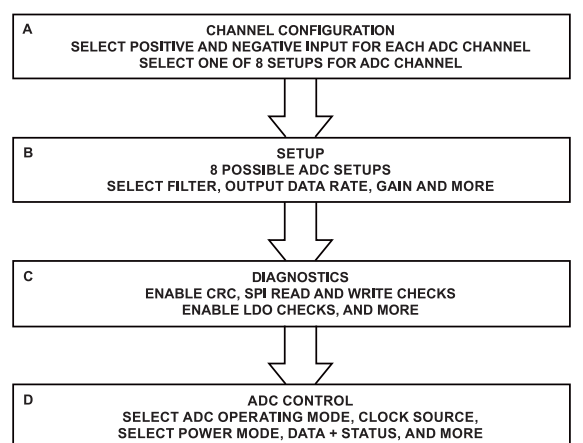 A
CHANNEL CONFIGURATION
SELECT POSITIVE AND NEGATIVE INPUT FOR EACH ADC CHANNEL
SELECT ONE OF 8 SETUPS FOR ADC CHANNEL
B
SETUP
8 POSSIBLE ADC SETUPS
SELECT FILTER, OUTPUT DATA RATE, GAIN AND MORE
C
DIAGNOSTICS
ENABLE CRC, SPI READ AND WRITE CHECKS
ENABLE LDO CHECKS, AND MORE
D
ADC CONTROL
SELECT ADC OPERATING MODE, CLOCK SOURCE,
SELECT POWER MODE, DATA + STATUS, AND MORE